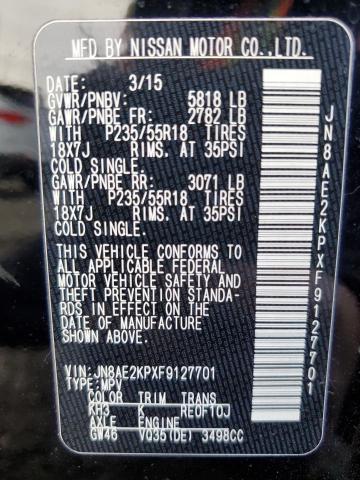 MFD BY NISSAN MOTOR CO.,LTD.
DATE: 3/15
GVWR/PNBV: 5818 LB
GAWR/PNBE FR: 2782 LB
WITH P235/55R18 TIRES
18X7J RIMS. AT 35PSI
COLD SINGLE.
GAWR/PNBE RR: 3071 LB
WITH P235/55R18 TIRES
18X7J RIMS. AT 35PSI
COLD SINGLE.
THIS VEHICLE CONFORMS TO
ALL APPLICABLE FEDERAL
MOTOR VEHICLE SAFETY AND
THEFT PREVENTION STANDA-
RDS IN EFFECT ON THE
DATE OF MANUFACTURE
SHOWN ABOVE.
VIN:JN8AE2KPXF9127701
TYPE:MPV
COLOR TRIM TRANS
KH3 K RE0F10J
AXLE ENGINE
GW46 VQ35(DE) 3498CC
JN8AE2KPXF9127701